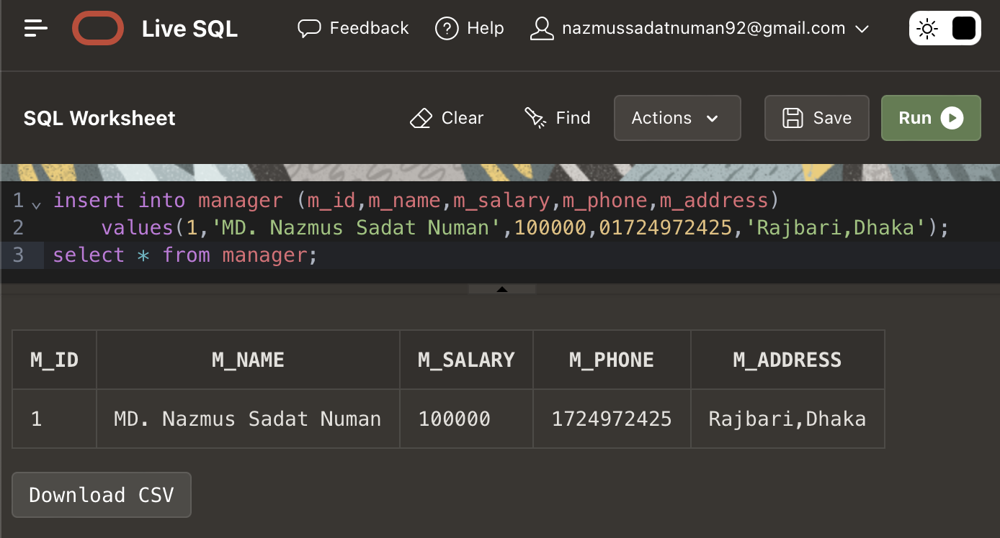 Live SQL Feedback Help nazmussadatnuman92@gmail.com
SQL Worksheet Clear Find Actions Save Run
1 insert into manager (m_id,m_name,m_salary,m_phone,m_address)
2 values(1,'MD. Nazmus Sadat Numan',100000,01724972425,'Rajbari,Dhaka');
3 select * from manager;
M_ID M_NAME M_SALARY M_PHONE M_ADDRESS
1 MD. Nazmus Sadat Numan 100000 1724972425 Rajbari,Dhaka
Download CSV